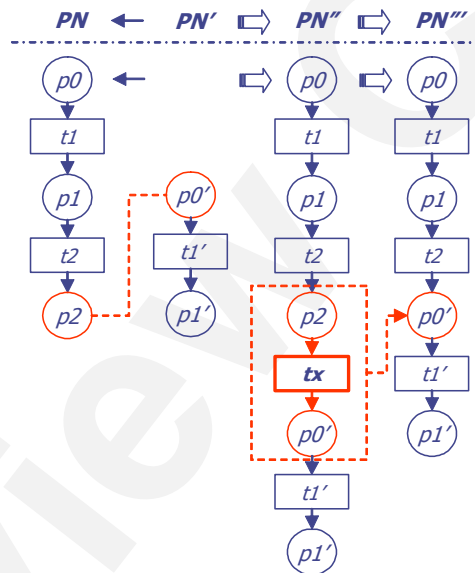 PN PN′ PN″ PN‴
p0 p0 p0
t1 t1 t1
p1 p0′ p1 p1
t2 t1′ t2 t2
p2 p1′ p2 p0′
tx t1′
p0′ p1′
t1′
p1′